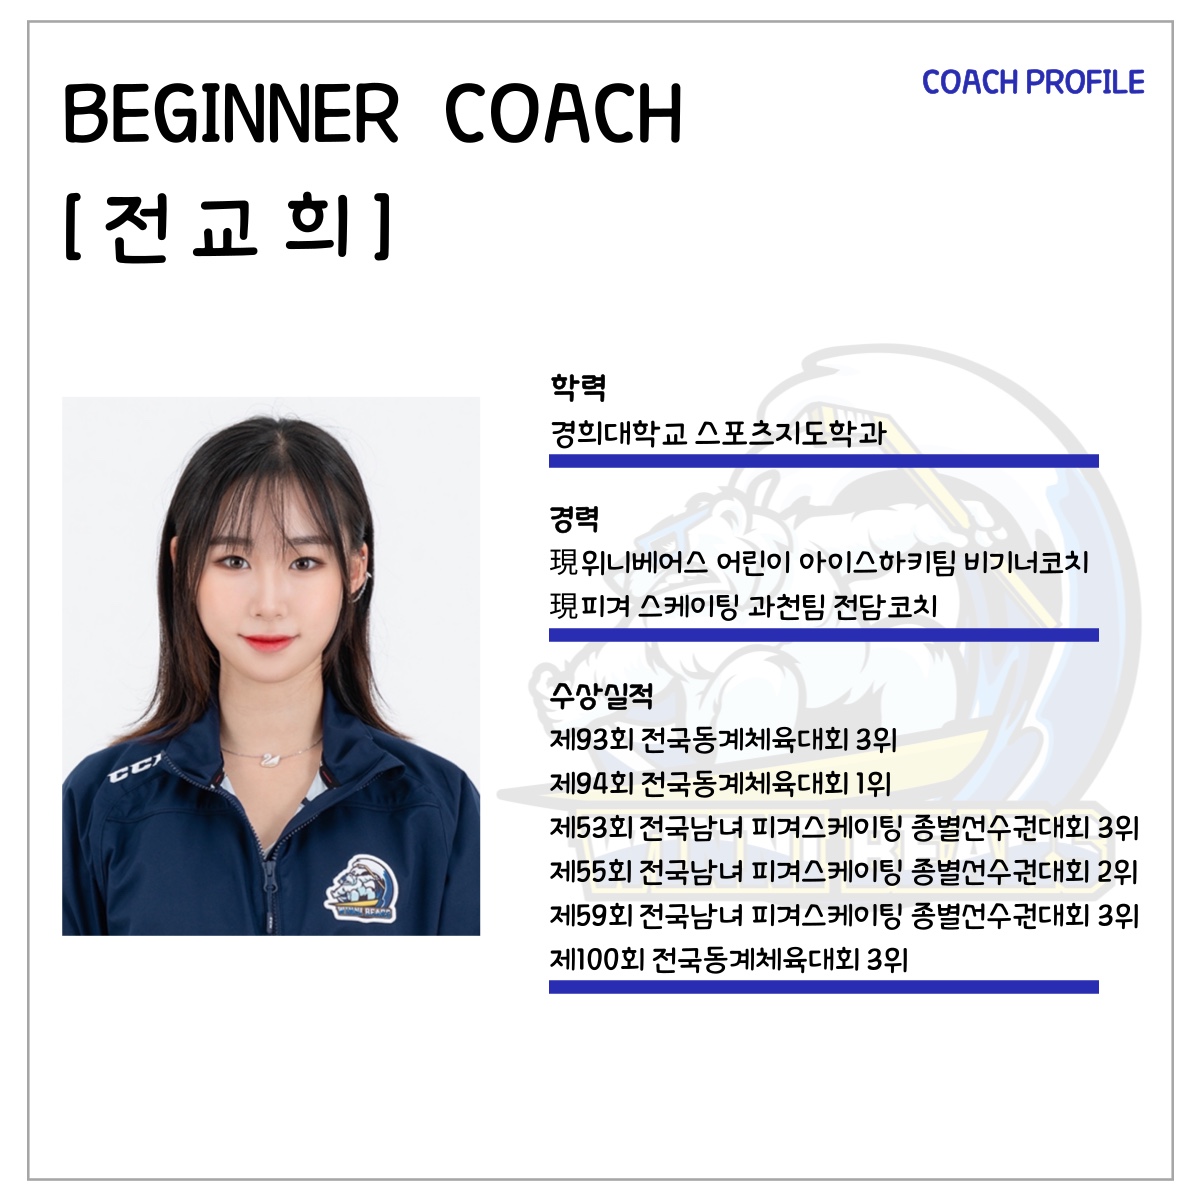 BEGINNER COACH
COACH PROFILE
[ 전 교 희 ]
학력
경희대학교 스포츠지도학과
경력
現위니베어스 어린이 아이스하키팀 비기너코치
現피겨 스케이팅 과천팀 전담코치
수상실적
제93회 전국동계체육대회 3위
제94회 전국동계체육대회 1위
제53회 전국남녀 피겨스케이팅 종별선수권대회 3위
제55회 전국남녀 피겨스케이팅 종별선수권대회 2위
제59회 전국남녀 피겨스케이팅 종별선수권대회 3위
제100회 전국동계체육대회 3위
WINNI BEARS
WINNI BEARS